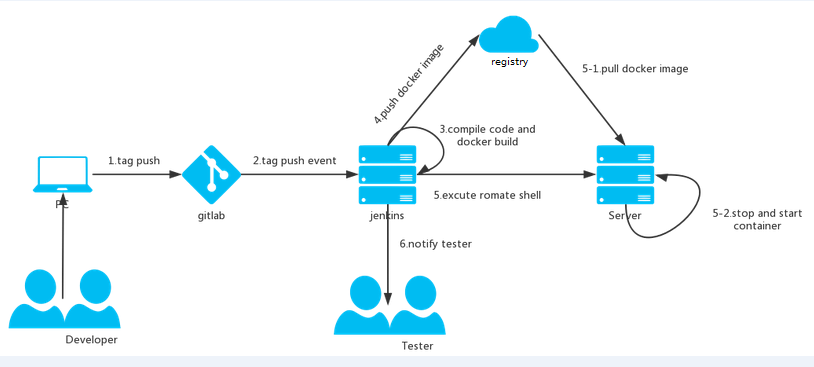 registry
4.push docker image
5-1.pull docker image
3.compile code and
docker build
1.tag push
2.tag push event
5.excute romate shell
PC
gitlab
jenkins
Server
5-2.stop and start
container
6.notify tester
Developer
Tester